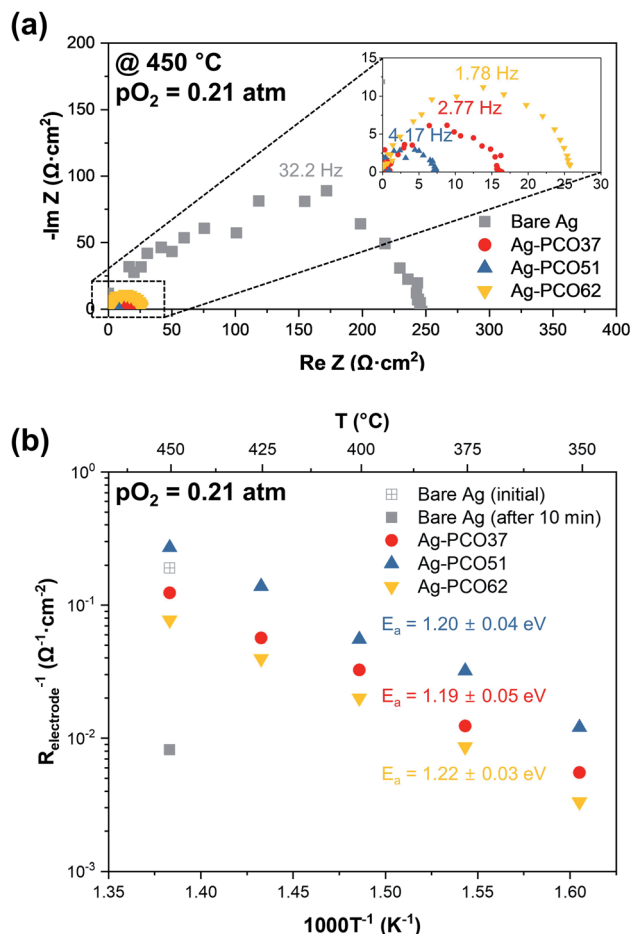 (a)
@ 450 °C
pO₂ = 0.21 atm
200
150
100
50
0
-Im Z (Ω·cm²)
0 50 100 150 200 250 300 350 400
Re Z (Ω·cm²)
32.2 Hz
15
10
5
0
0 5 10 15 20 25 30
1.78 Hz
2.77 Hz
4.17 Hz
Bare Ag
Ag-PCO37
Ag-PCO51
Ag-PCO62
(b)
T (°C)
450 425 400 375 350
pO₂ = 0.21 atm
10⁰
10⁻¹
10⁻²
10⁻³
R_electrode⁻¹ (Ω⁻¹·cm⁻²)
Bare Ag (initial)
Bare Ag (after 10 min)
Ag-PCO37
Ag-PCO51
Ag-PCO62
Eₐ = 1.20 ± 0.04 eV
Eₐ = 1.19 ± 0.05 eV
Eₐ = 1.22 ± 0.03 eV
1.35 1.40 1.45 1.50 1.55 1.60
1000T⁻¹ (K⁻¹)